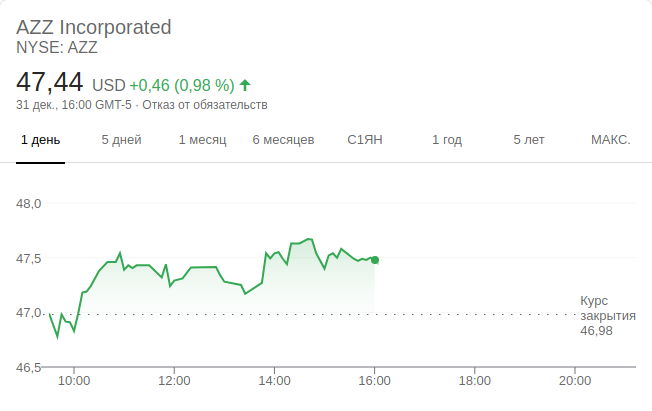 AZZ Incorporated
NYSE: AZZ
47,44 USD +0,46 (0,98 %)
31 дек., 16:00 GMT-5 · Отказ от обязательств
1 день 5 дней 1 месяц 6 месяцев С1ЯН 1 год 5 лет МАКС.
48,0
47,5
47,0
46,5
Курс
закрытия
46,98
10:00 12:00 14:00 16:00 18:00 20:00